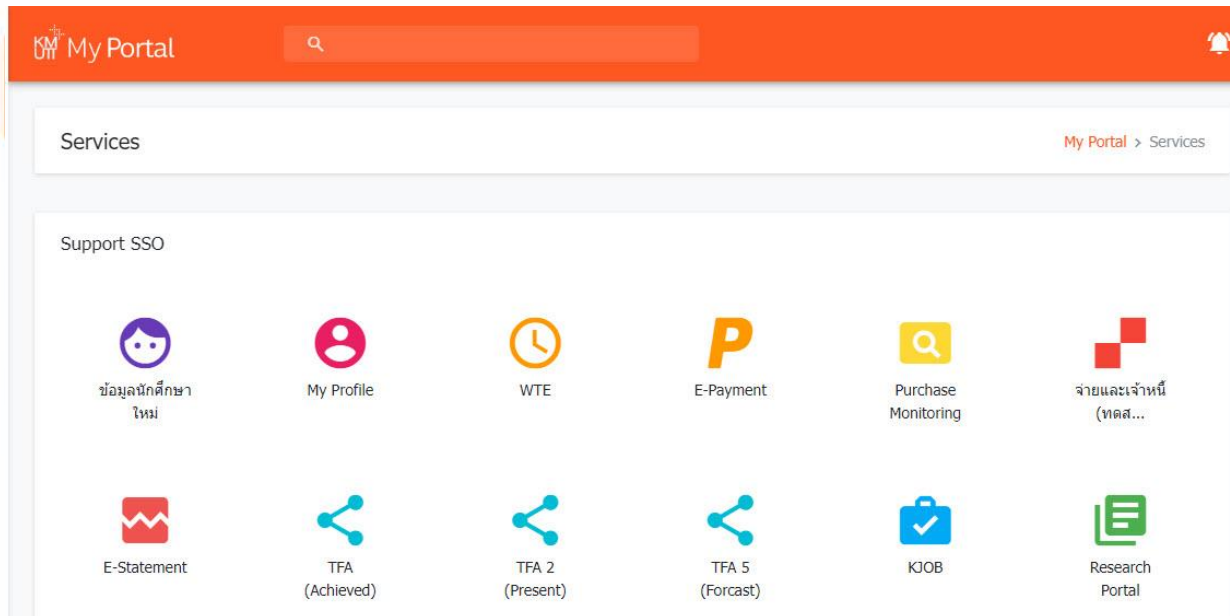 KMUTT My Portal
Services
My Portal > Services
Support SSO
ข้อมูลนักศึกษา
ใหม่
My Profile
WTE
E-Payment
Purchase
Monitoring
จ่ายและเจ้าหนี้
(ทดส...
E-Statement
TFA
(Achieved)
TFA 2
(Present)
TFA 5
(Forcast)
KJOB
Research
Portal